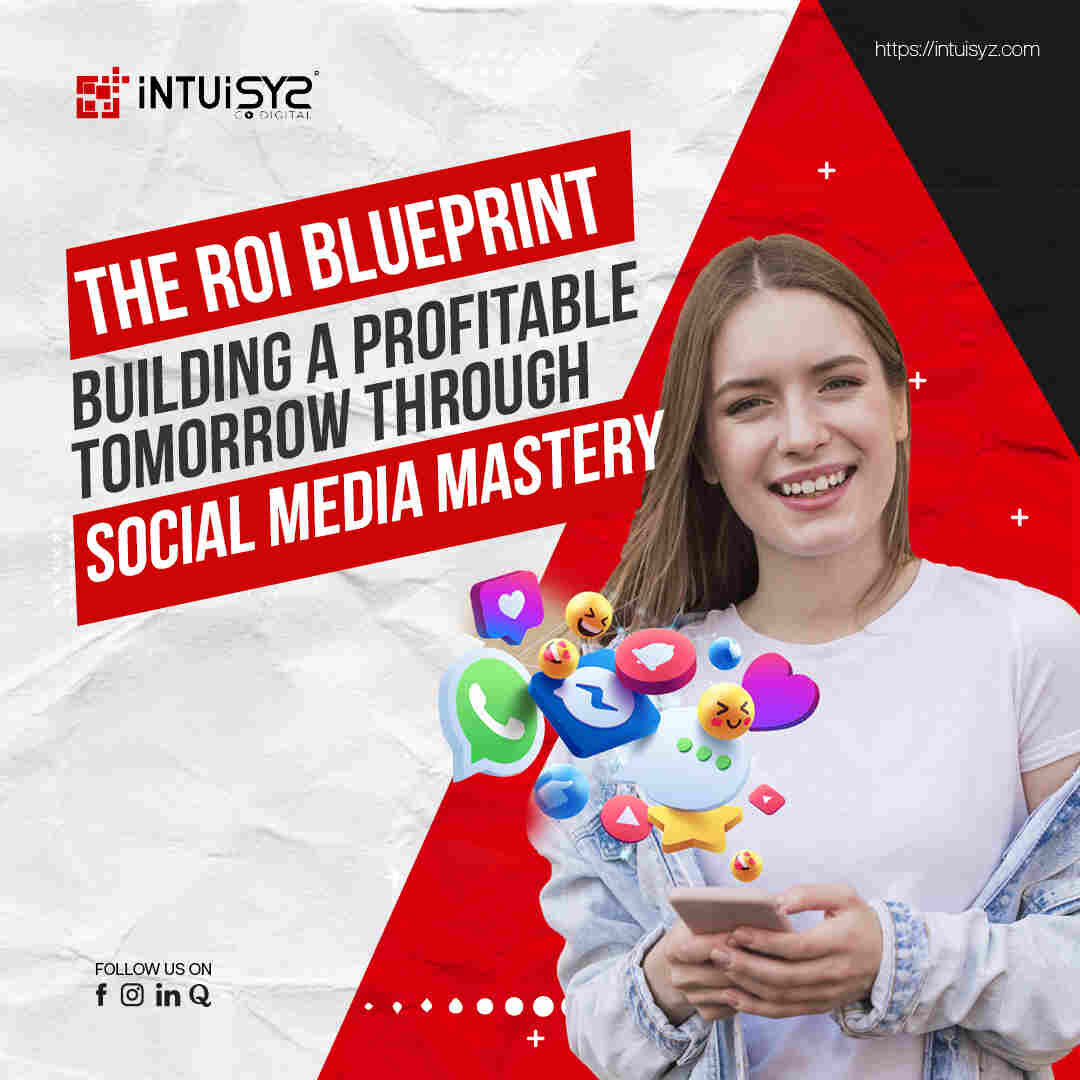 https://intuisyz.com
iNTUiSYZ
CO DIGITAL
THE ROI BLUEPRINT
BUILDING A PROFITABLE
TOMORROW THROUGH
SOCIAL MEDIA MASTERY
FOLLOW US ON